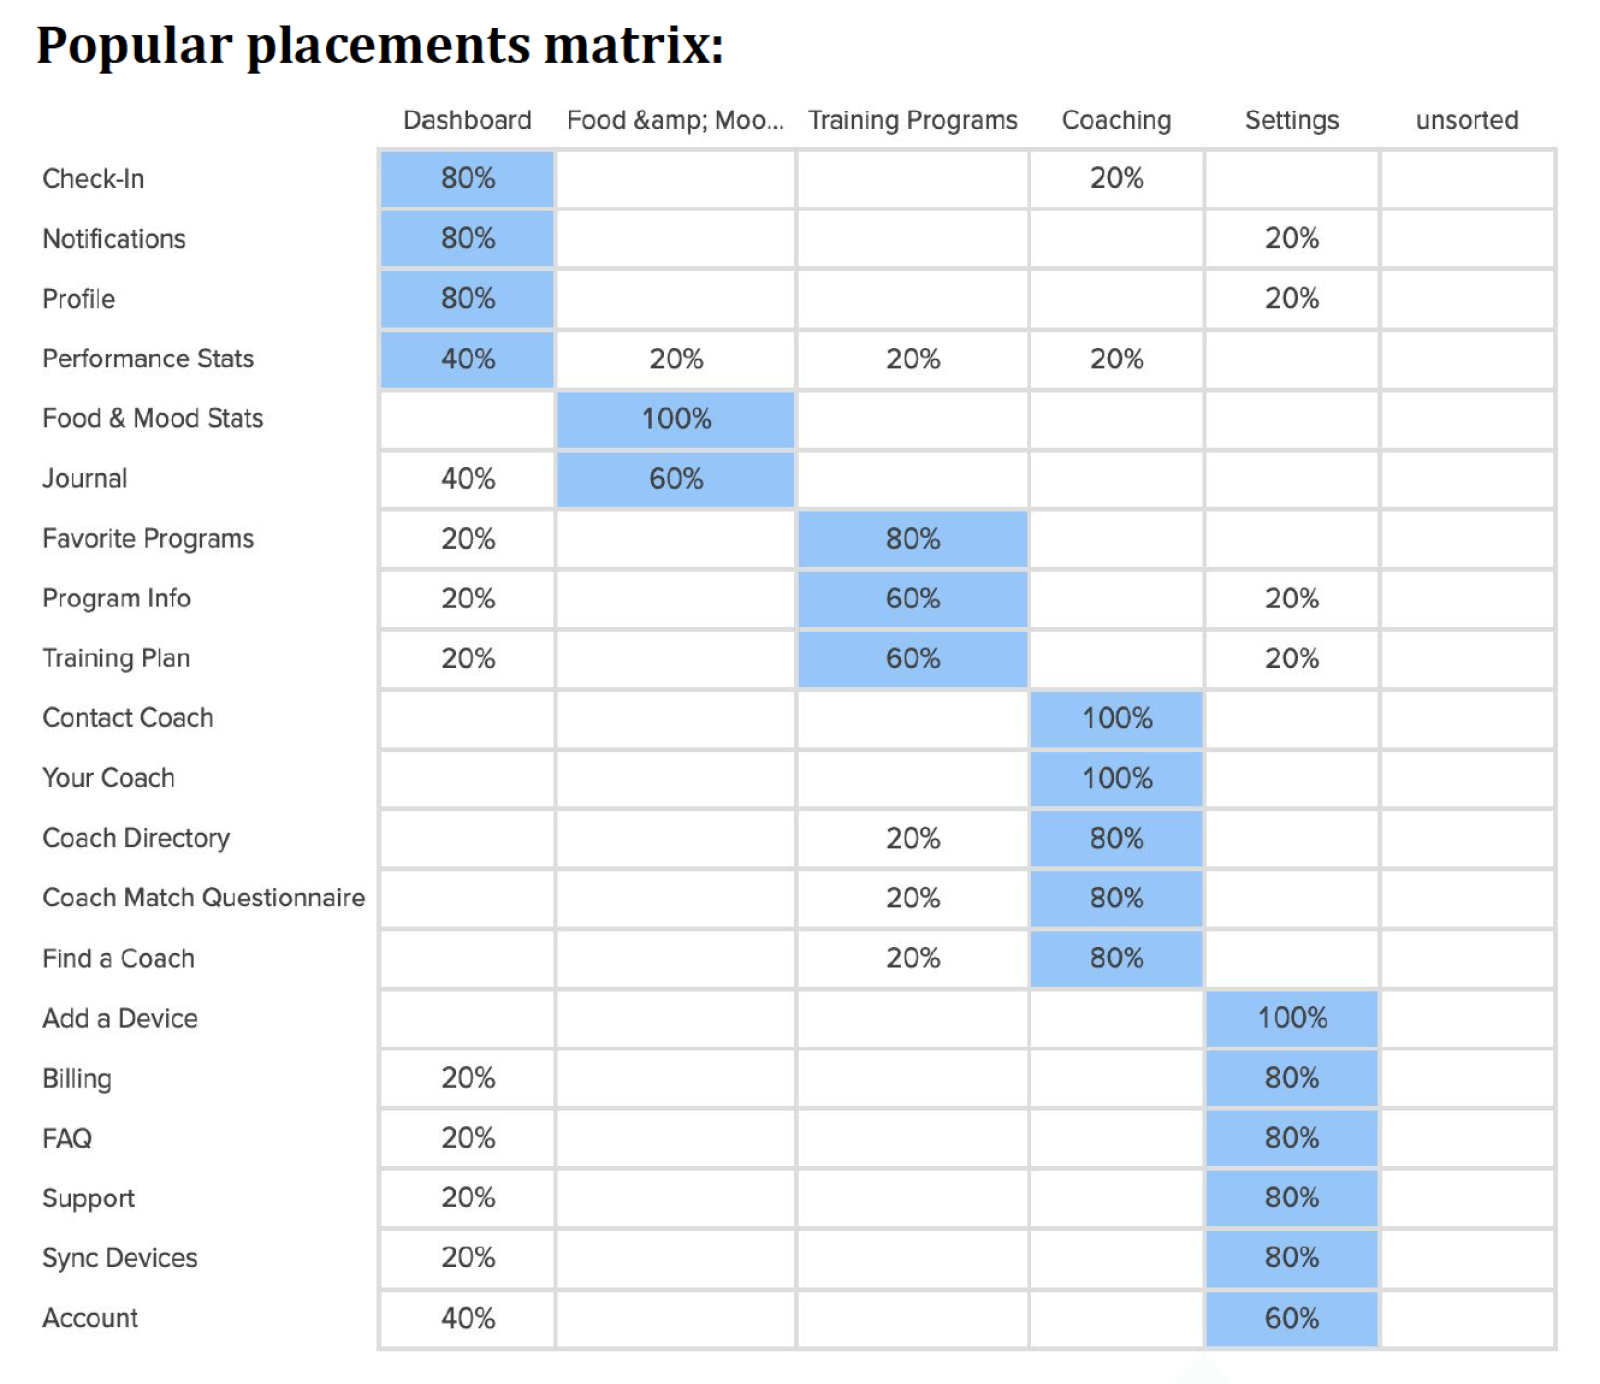 Popular placements matrix:
Dashboard Food &amp; Moo... Training Programs Coaching Settings unsorted
Check-In 80% 20%
Notifications 80% 20%
Profile 80% 20%
Performance Stats 40% 20% 20% 20%
Food & Mood Stats 100%
Journal 40% 60%
Favorite Programs 20% 80%
Program Info 20% 60% 20%
Training Plan 20% 60% 20%
Contact Coach 100%
Your Coach 100%
Coach Directory 20% 80%
Coach Match Questionnaire 20% 80%
Find a Coach 20% 80%
Add a Device 100%
Billing 20% 80%
FAQ 20% 80%
Support 20% 80%
Sync Devices 20% 80%
Account 40% 60%